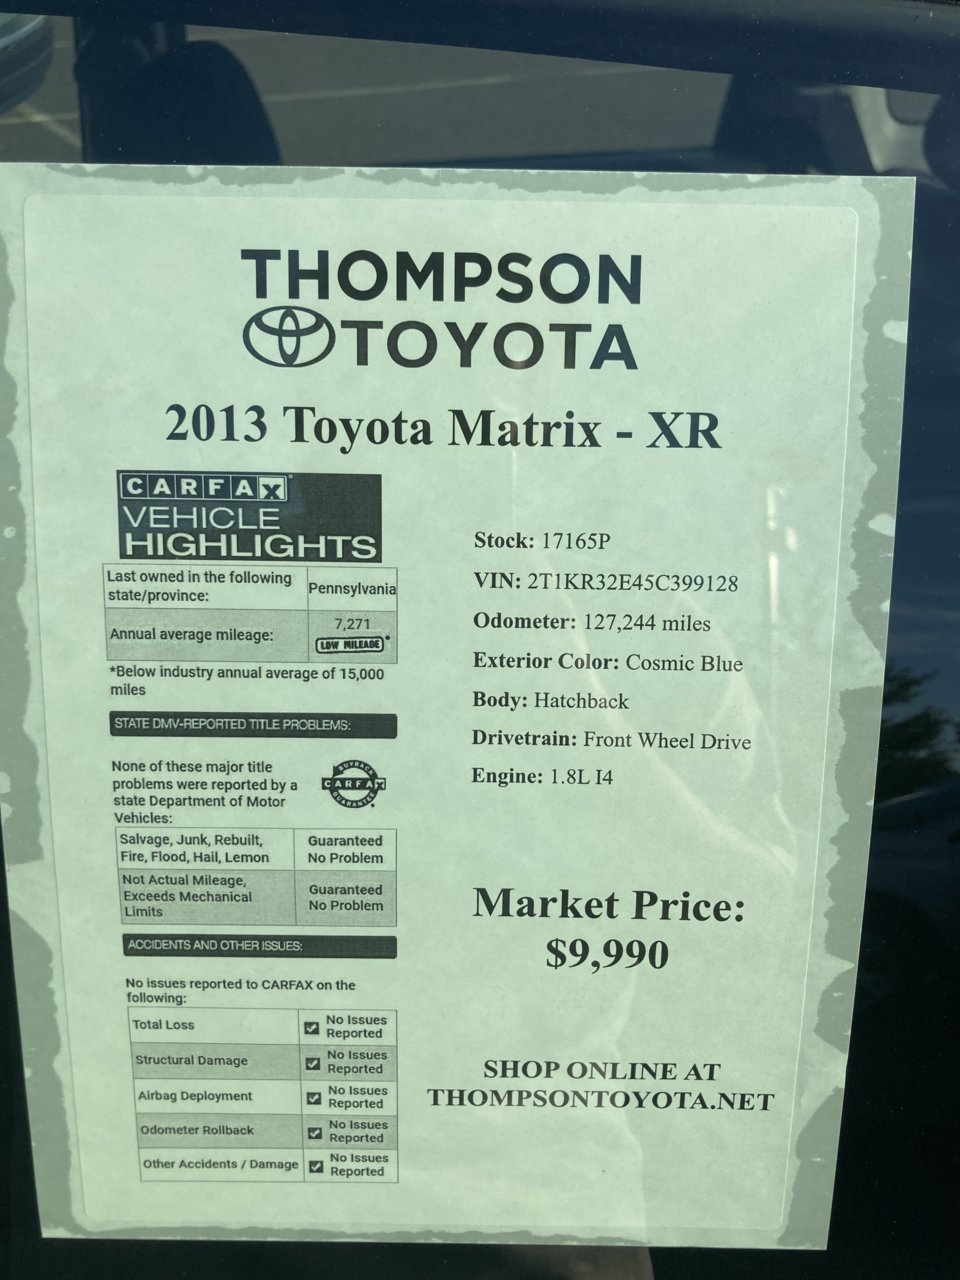 THOMPSON
TOYOTA
2013 Toyota Matrix - XR
CARFAX
VEHICLE
HIGHLIGHTS
Last owned in the following
state/province:
Pennsylvania
Annual average mileage:
7,271
LOW MILEAGE*
*Below industry annual average of 15,000
miles
STATE DMV-REPORTED TITLE PROBLEMS:
None of these major title
problems were reported by a
state Department of Motor
Vehicles:
BUYBACK
CARFAX
GUARANTEE
Salvage, Junk, Rebuilt,
Fire, Flood, Hail, Lemon
Guaranteed
No Problem
Not Actual Mileage,
Exceeds Mechanical
Limits
Guaranteed
No Problem
ACCIDENTS AND OTHER ISSUES:
No issues reported to CARFAX on the
following:
Total Loss
No Issues
Reported
Structural Damage
No Issues
Reported
Airbag Deployment
No Issues
Reported
Odometer Rollback
No Issues
Reported
Other Accidents / Damage
No Issues
Reported
Stock: 17165P
VIN: 2T1KR32E45C399128
Odometer: 127,244 miles
Exterior Color: Cosmic Blue
Body: Hatchback
Drivetrain: Front Wheel Drive
Engine: 1.8L I4
Market Price:
$9,990
SHOP ONLINE AT
THOMPSONTOYOTA.NET